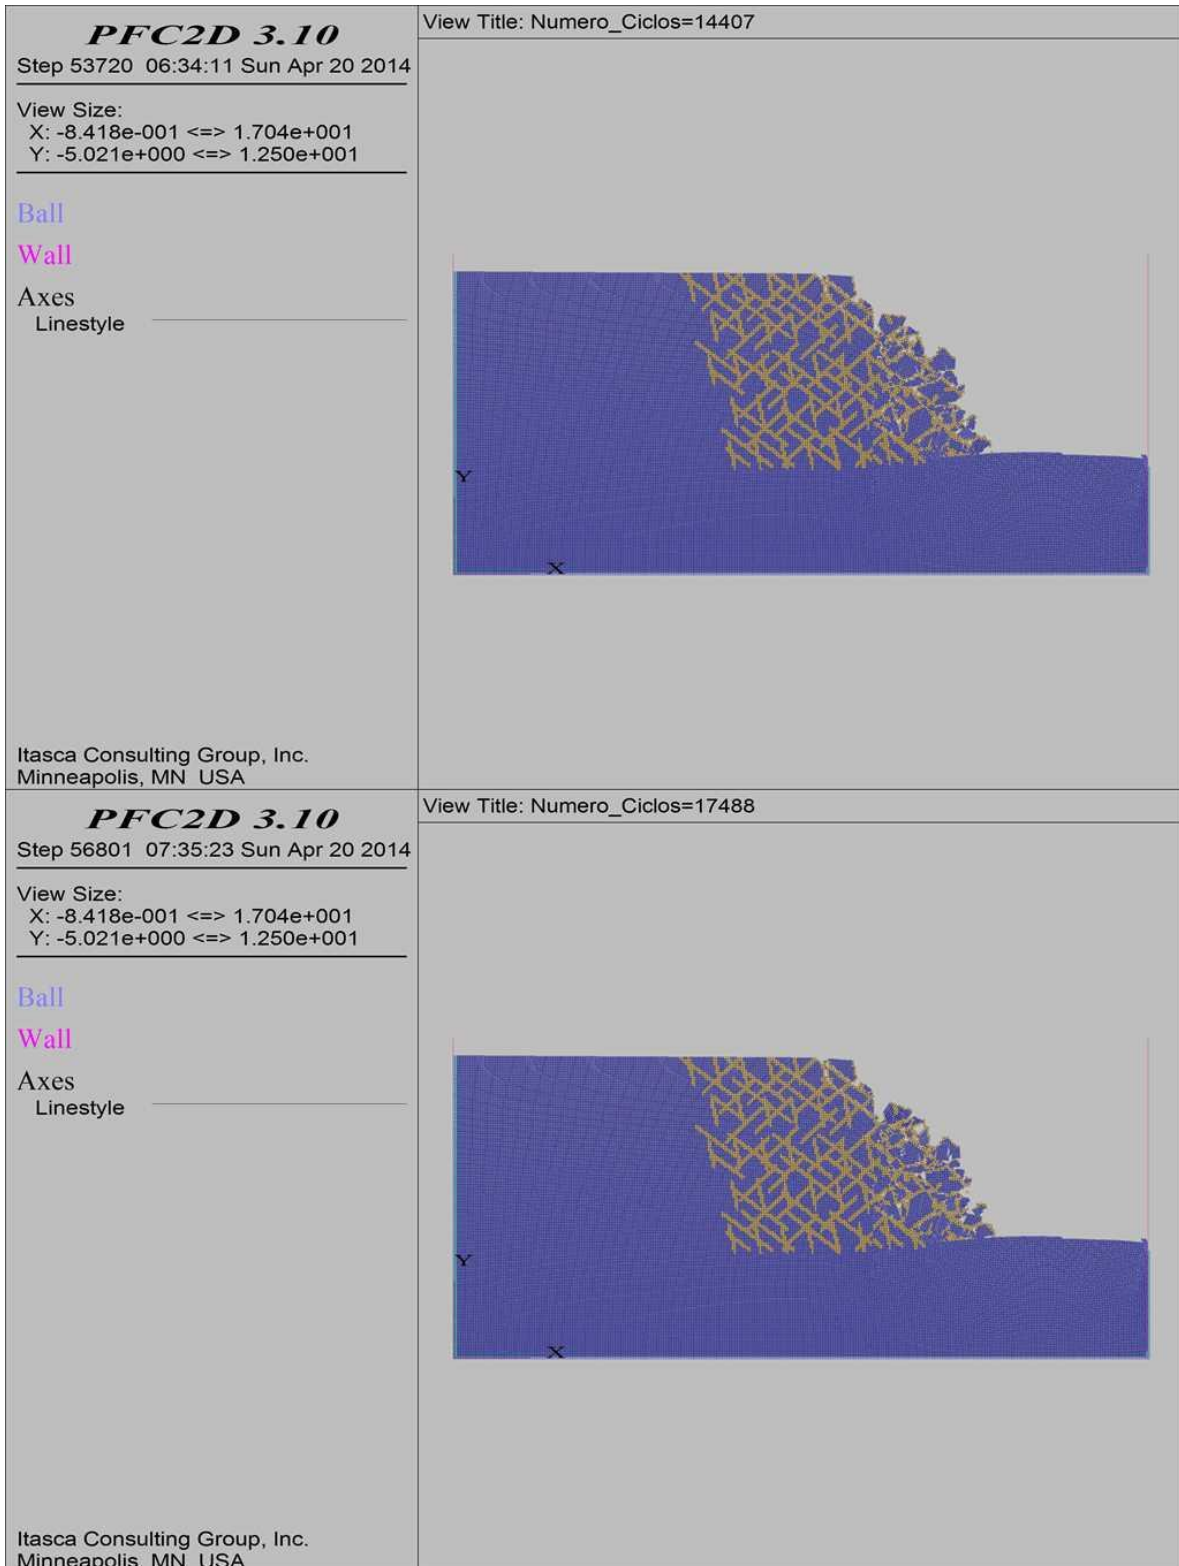 PFC2D 3.10
Step 53720 06:34:11 Sun Apr 20 2014
View Size:
X: -8.418e-001 <=> 1.704e+001
Y: -5.021e+000 <=> 1.250e+001
Ball
Wall
Axes
Linestyle
Itasca Consulting Group, Inc.
Minneapolis, MN USA
View Title: Numero_Ciclos=14407
Y
X
PFC2D 3.10
Step 56801 07:35:23 Sun Apr 20 2014
View Size:
X: -8.418e-001 <=> 1.704e+001
Y: -5.021e+000 <=> 1.250e+001
Ball
Wall
Axes
Linestyle
Itasca Consulting Group, Inc.
Minneapolis, MN USA
View Title: Numero_Ciclos=17488
Y
X